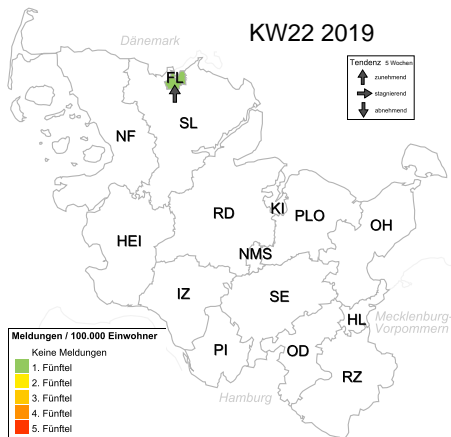 KW22 2019
Dänemark
Tendenz 5 Wochen
zunehmend
stagnierend
abnehmend
FL
SL
NF
RD
KI
PLO
OH
HEI
NMS
IZ
SE
HL
Mecklenburg-
Vorpommern
PI
OD
RZ
Hamburg
Meldungen / 100.000 Einwohner
Keine Meldungen
1. Fünftel
2. Fünftel
3. Fünftel
4. Fünftel
5. Fünftel